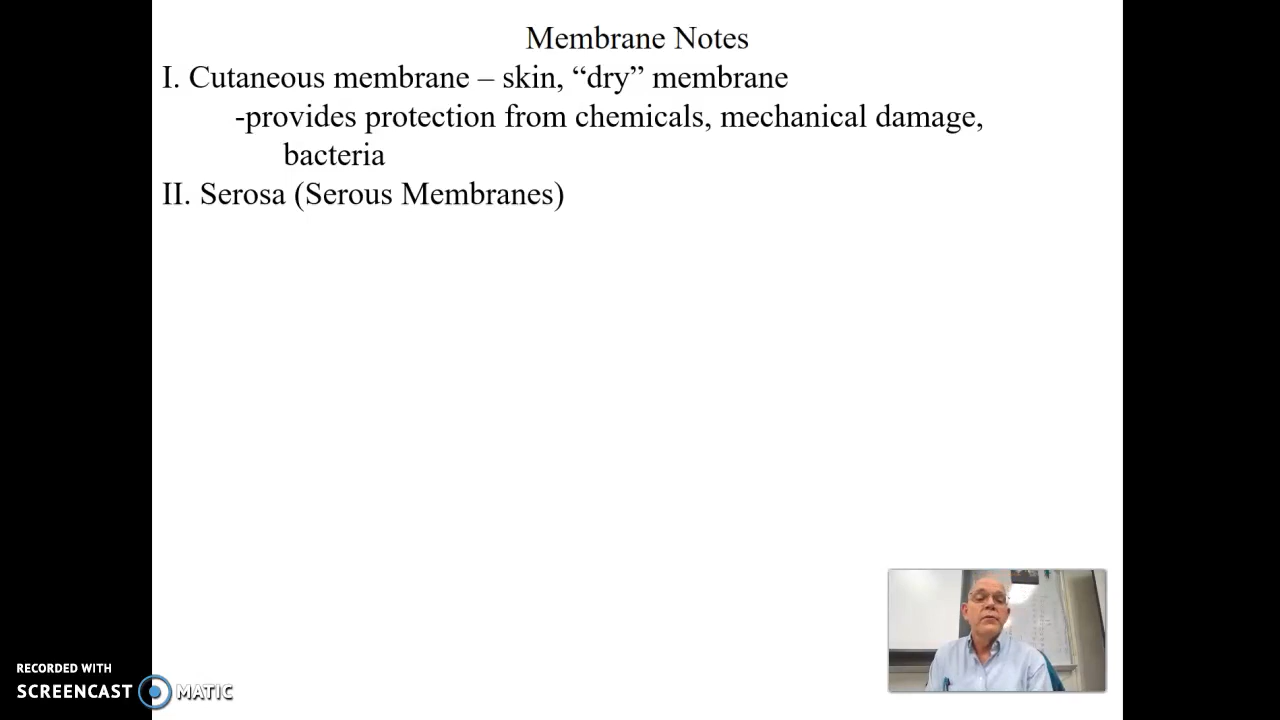 Membrane Notes
I. Cutaneous membrane – skin, “dry” membrane
-provides protection from chemicals, mechanical damage,
bacteria
II. Serosa (Serous Membranes)
RECORDED WITH
SCREENCAST MATIC